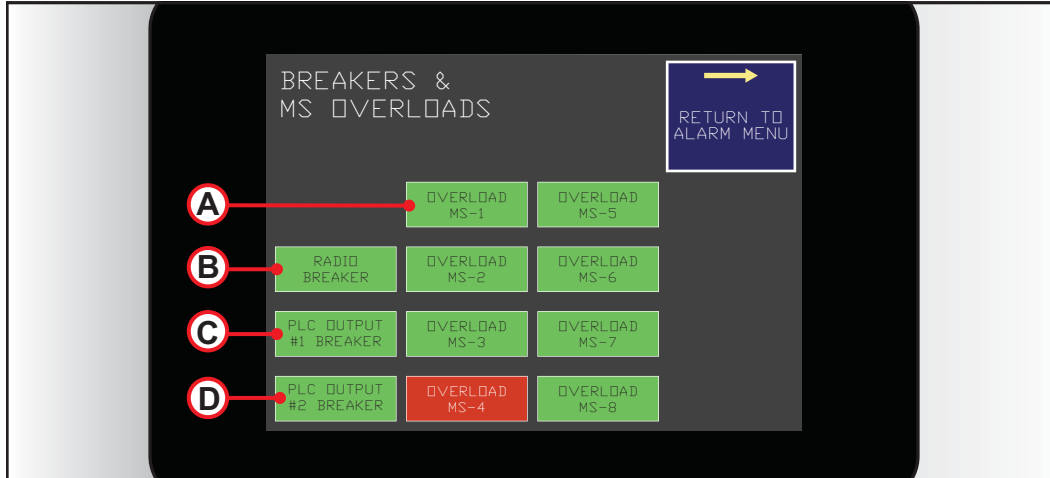 BREAKERS &
MS OVERLOADS
RETURN TO
ALARM MENU
A
OVERLOAD
MS-1
OVERLOAD
MS-5
B
RADIO
BREAKER
OVERLOAD
MS-2
OVERLOAD
MS-6
C
PLC OUTPUT
#1 BREAKER
OVERLOAD
MS-3
OVERLOAD
MS-7
D
PLC OUTPUT
#2 BREAKER
OVERLOAD
MS-4
OVERLOAD
MS-8